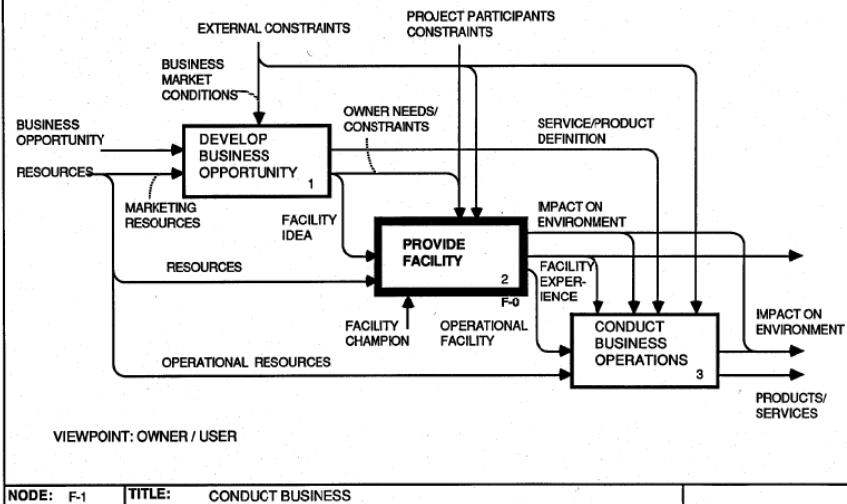 PROJECT PARTICIPANTS
CONSTRAINTS
EXTERNAL CONSTRAINTS
BUSINESS
MARKET
CONDITIONS
OWNER NEEDS/
CONSTRAINTS
SERVICE/PRODUCT
DEFINITION
BUSINESS
OPPORTUNITY
DEVELOP
BUSINESS
OPPORTUNITY
1
RESOURCES
MARKETING
RESOURCES
FACILITY
IDEA
IMPACT ON
ENVIRONMENT
PROVIDE
FACILITY
2
F-0
RESOURCES
FACILITY
EXPER-
IENCE
FACILITY
CHAMPION
OPERATIONAL
FACILITY
CONDUCT
BUSINESS
OPERATIONS
3
IMPACT ON
ENVIRONMENT
OPERATIONAL RESOURCES
PRODUCTS/
SERVICES
VIEWPOINT: OWNER / USER
NODE: F-1
TITLE: CONDUCT BUSINESS